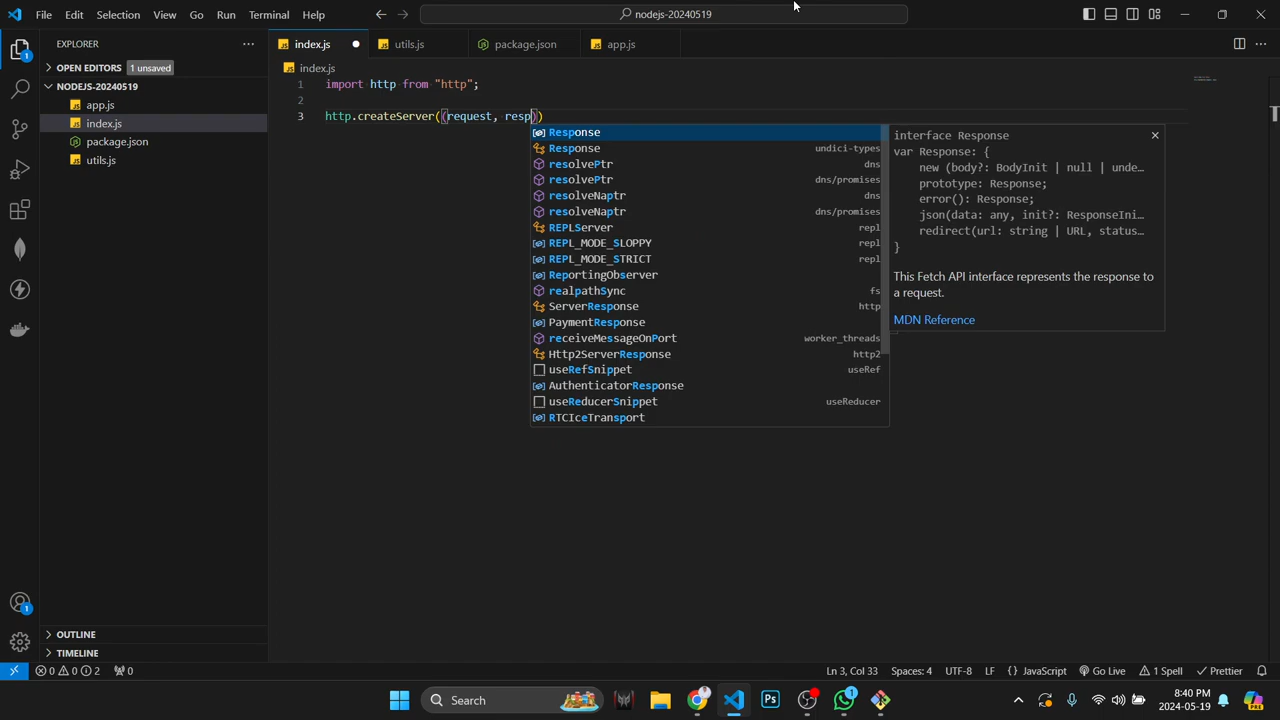 File Edit Selection View Go Run Terminal Help
nodejs-20240519
EXPLORER
index.js
utils.js
package.json
app.js
OPEN EDITORS 1 unsaved
NODEJS-20240519
app.js
index.js
package.json
utils.js
index.js
1 import http from "http";
2
3 http.createServer((request, resp))
Response
Response undici-types
resolvePtr dns
resolvePtr dns/promises
resolveNaptr dns
resolveNaptr dns/promises
REPLServer repl
REPL_MODE_SLOPPY repl
REPL_MODE_STRICT repl
ReportingObserver
realpathSync fs
ServerResponse http
PaymentResponse
receiveMessageOnPort worker_threads
Http2ServerResponse http2
useRefSnippet useRef
AuthenticatorResponse
useReducerSnippet useReducer
RTCIceTransport
interface Response
var Response: {
new (body?: BodyInit | null | unde…
prototype: Response;
error(): Response;
json(data: any, init?: ResponseIni…
redirect(url: string | URL, status…
}
This Fetch API interface represents the response to
a request.
MDN Reference
1
1
OUTLINE
TIMELINE
0 0 2 0
Ln 3, Col 33 Spaces: 4 UTF-8 LF {} JavaScript Go Live 1 Spell Prettier
Search
Ps
1
8:40 PM
2024-05-19
PRE